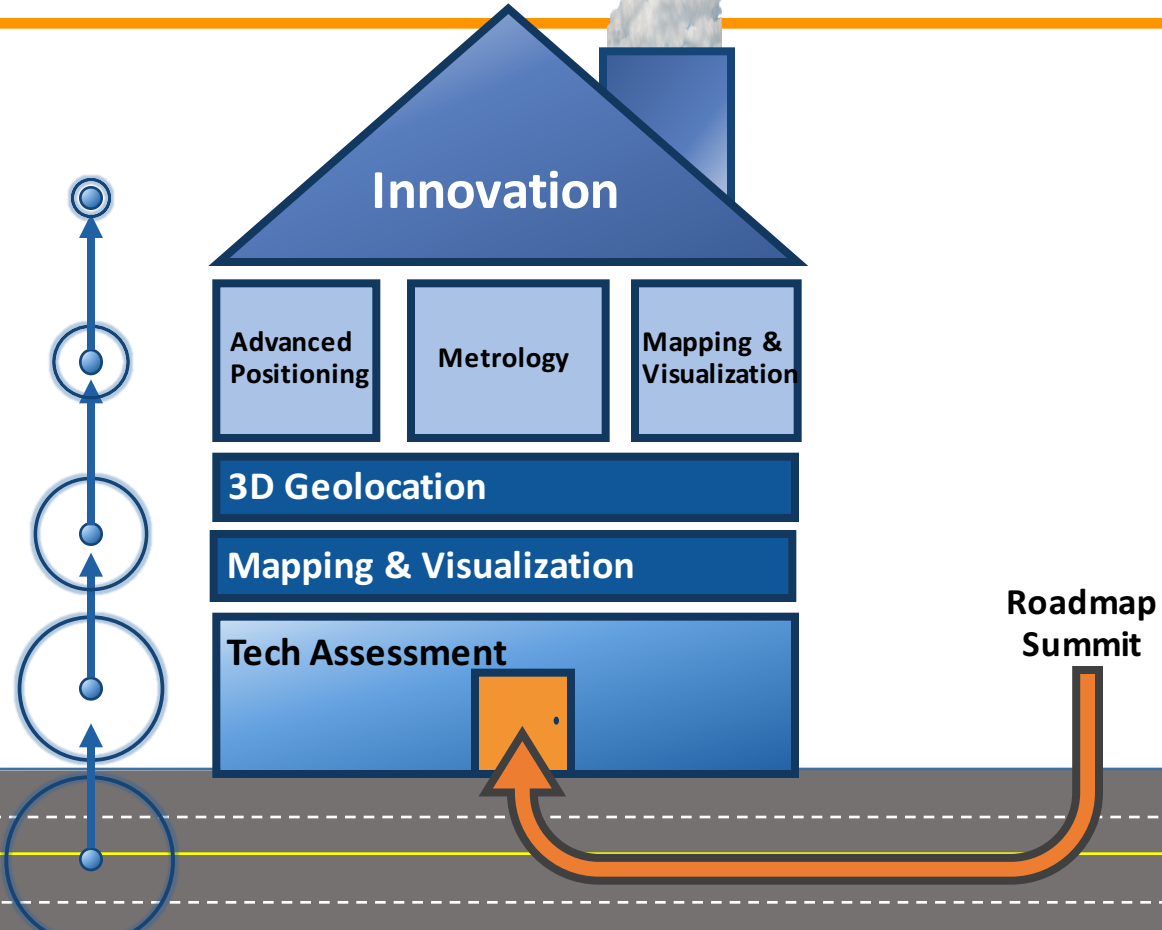 Innovation
Advanced
Positioning
Metrology
Mapping &
Visualization
3D Geolocation
Mapping & Visualization
Tech Assessment
Roadmap
Summit